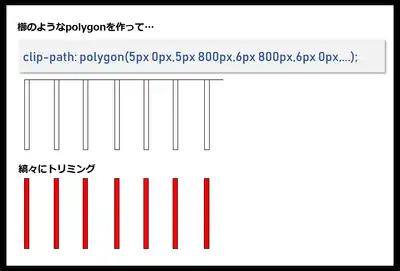 櫛のようなpolygonを作って…
clip-path: polygon(5px 0px,5px 800px,6px 800px,6px 0px,...);
縞々にトリミング